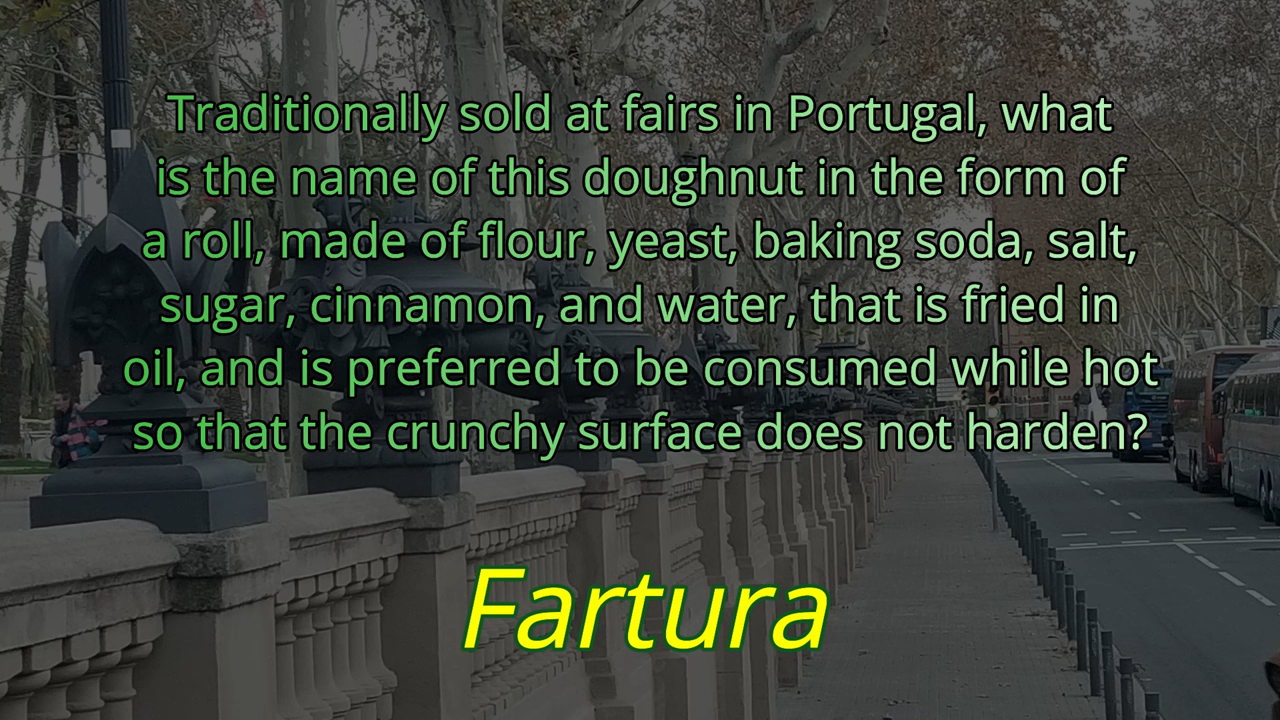 Traditionally sold at fairs in Portugal, what
is the name of this doughnut in the form of
a roll, made of flour, yeast, baking soda, salt,
sugar, cinnamon, and water, that is fried in
oil, and is preferred to be consumed while hot
so that the crunchy surface does not harden?
Fartura